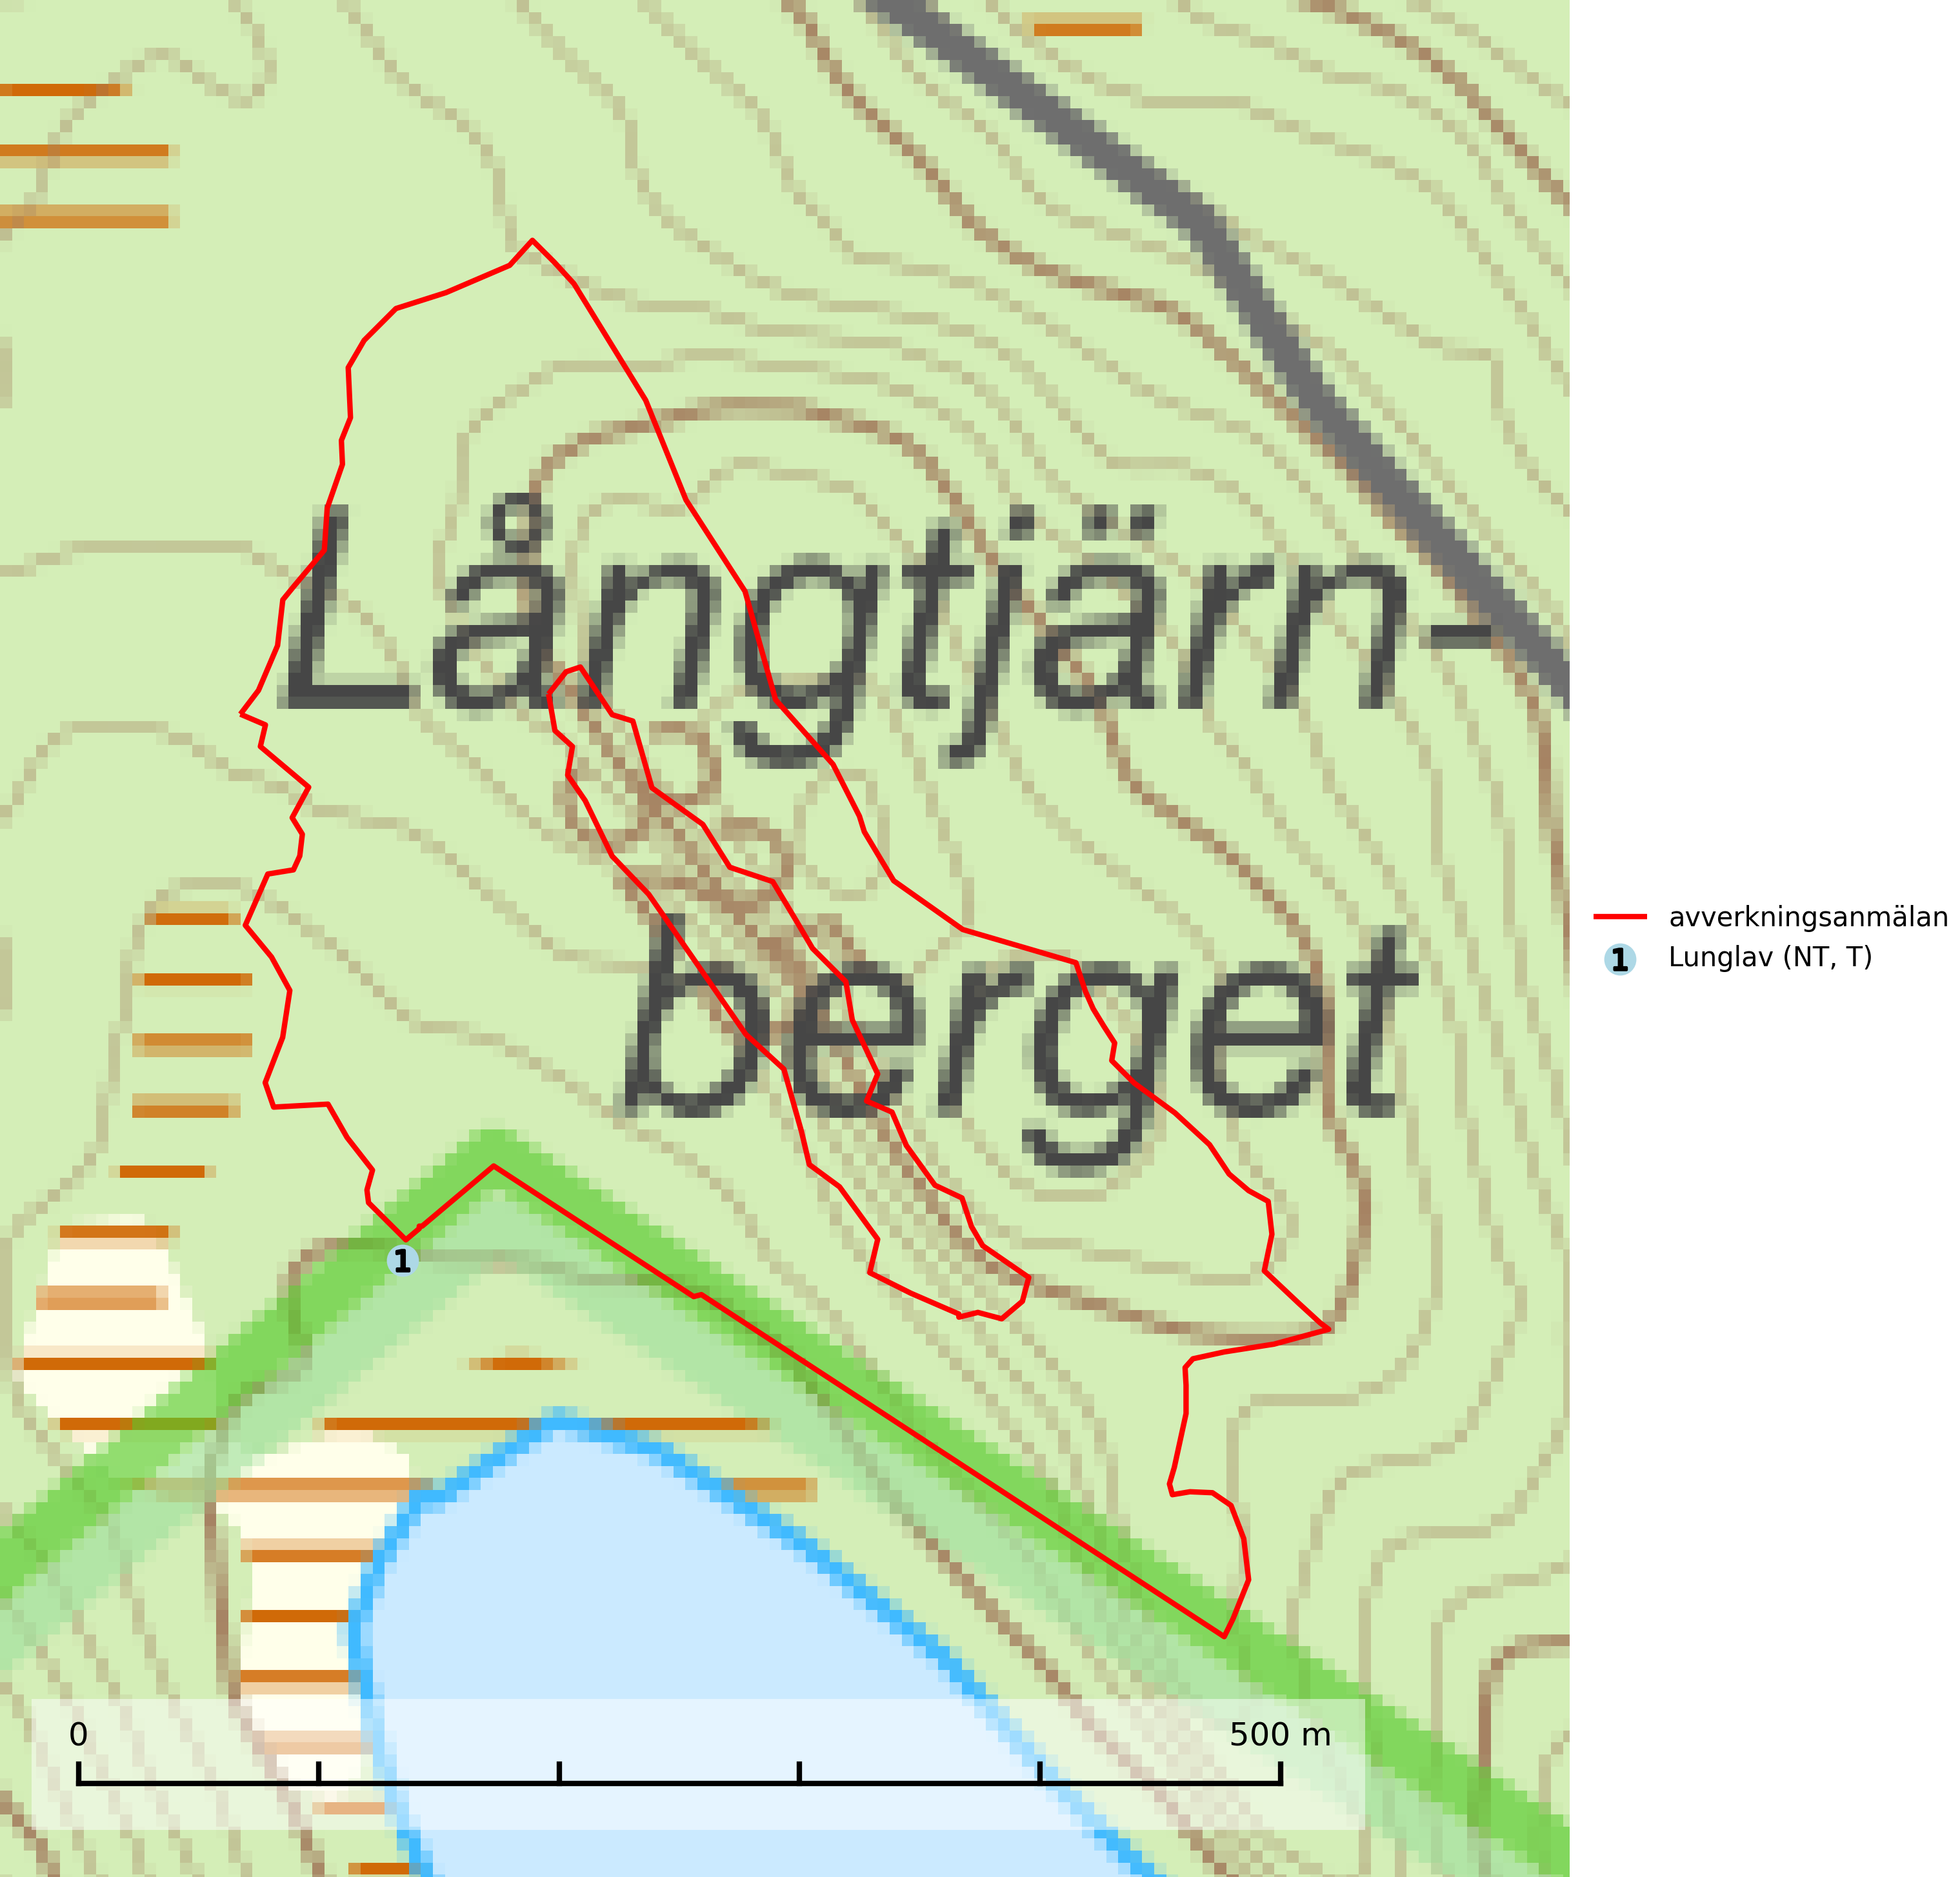 Långtjärn-
berget
1
0
500 m
avverkningsanmälan
1 Lunglav (NT, T)